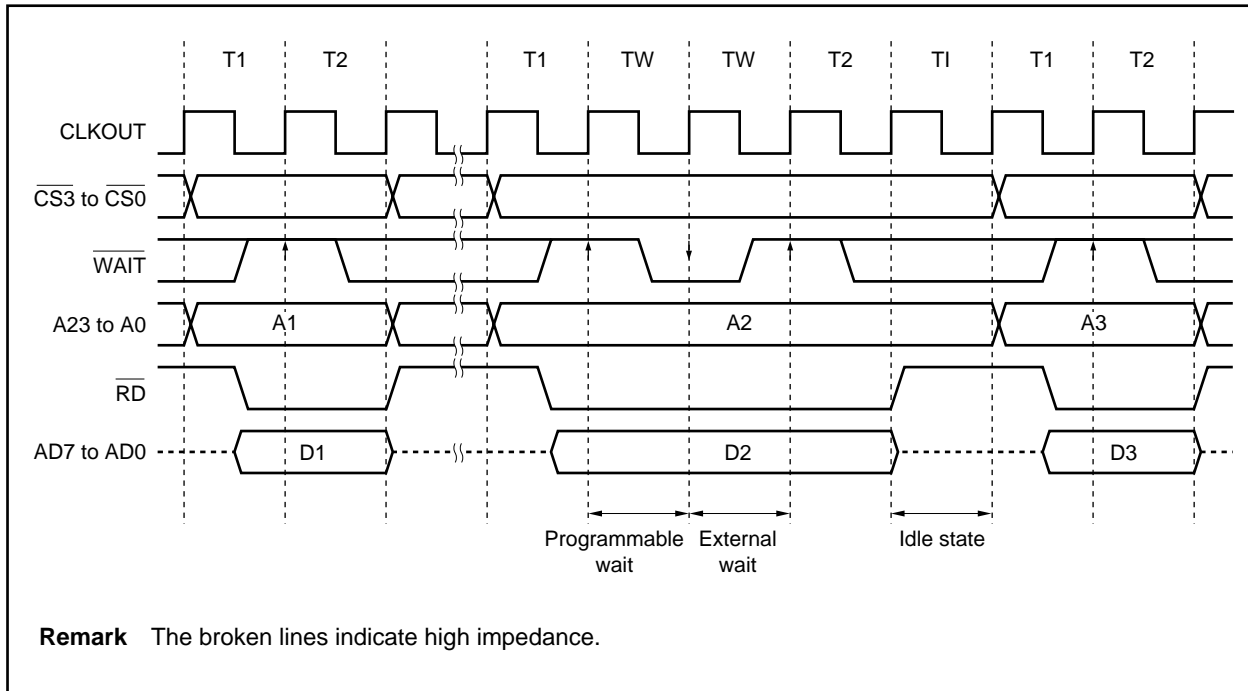 T1 T2 T1 TW TW T2 TI T1 T2
CLKOUT
CS3 to CS0
WAIT
A23 to A0 A1 A2 A3
RD
AD7 to AD0 D1 D2 D3
Programmable wait
External wait
Idle state
Remark The broken lines indicate high impedance.